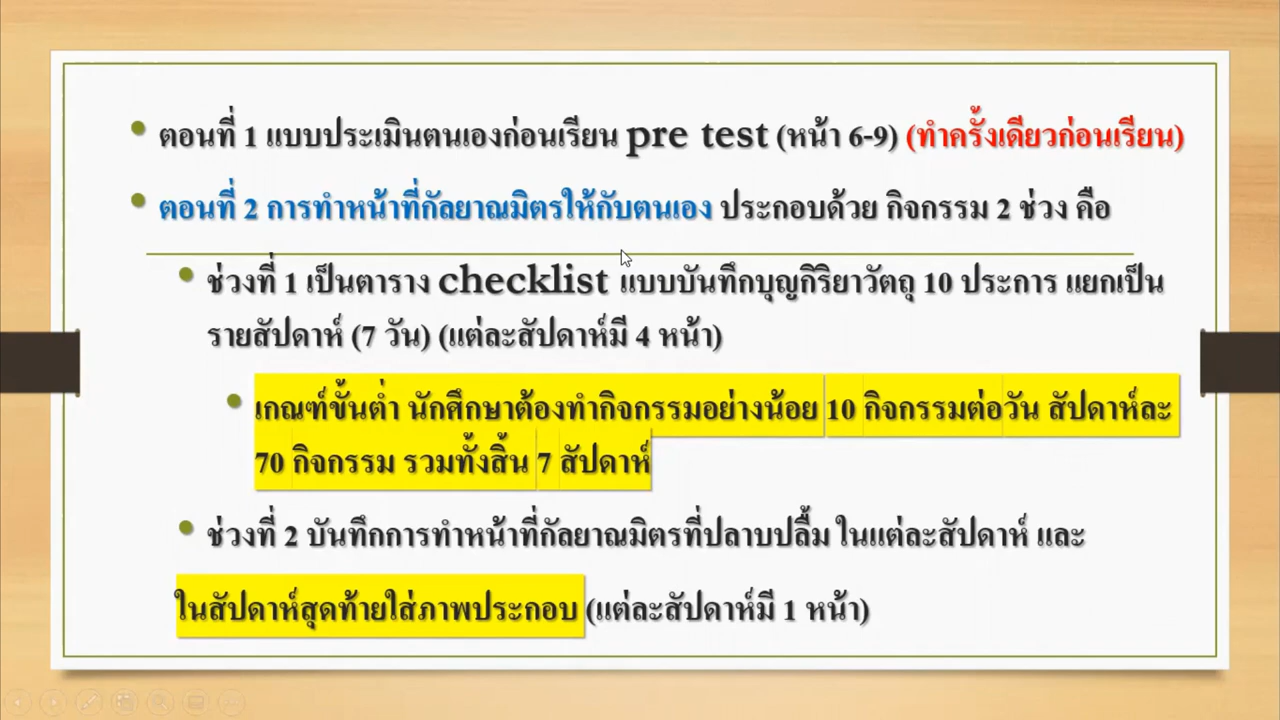 ตอนที่ 1 แบบประเมินตนเองก่อนเรียน pre test (หน้า 6-9) (ทำครั้งเดียวก่อนเรียน)
ตอนที่ 2 การทำหน้าที่กัลยาณมิตรให้กับตนเอง ประกอบด้วย กิจกรรม 2 ช่วง คือ
ช่วงที่ 1 เป็นตาราง checklist แบบบันทึกบุญกิริยาวัตถุ 10 ประการ แยกเป็น
รายสัปดาห์ (7 วัน) (แต่ละสัปดาห์มี 4 หน้า)
เกณฑ์ขั้นต่ำ นักศึกษาต้องทำกิจกรรมอย่างน้อย 10 กิจกรรมต่อวัน สัปดาห์ละ
70 กิจกรรม รวมทั้งสิ้น 7 สัปดาห์
ช่วงที่ 2 บันทึกการทำหน้าที่กัลยาณมิตรที่ปลาบปลื้ม ในแต่ละสัปดาห์ และ
ในสัปดาห์สุดท้ายใส่ภาพประกอบ (แต่ละสัปดาห์มี 1 หน้า)